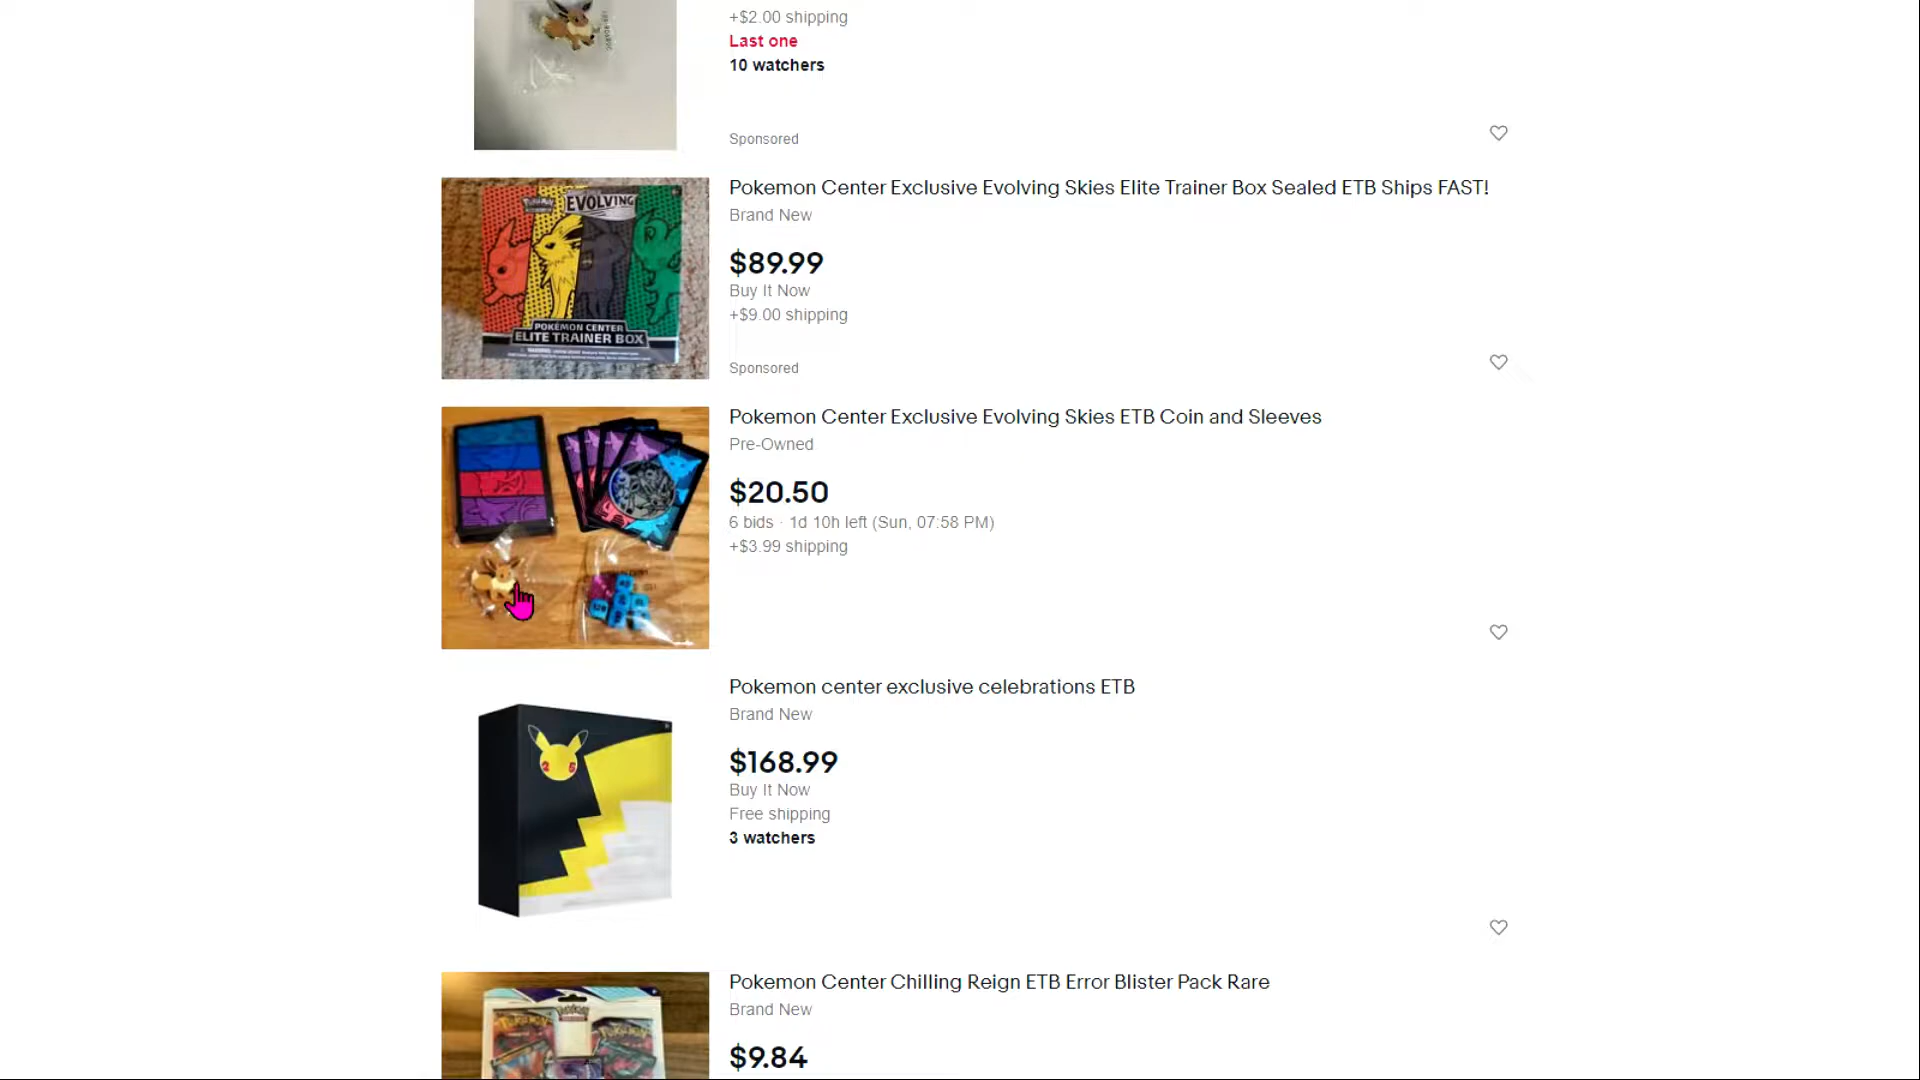 +$2.00 shipping
Last one
10 watchers
Sponsored
Pokemon Center Exclusive Evolving Skies Elite Trainer Box Sealed ETB Ships FAST!
Brand New
$89.99
Buy It Now
+$9.00 shipping
Sponsored
EVOLVING
POKÉMON CENTER
ELITE TRAINER BOX
Pokemon Center Exclusive Evolving Skies ETB Coin and Sleeves
Pre-Owned
$20.50
6 bids · 1d 10h left (Sun, 07:58 PM)
+$3.99 shipping
Pokemon center exclusive celebrations ETB
Brand New
$168.99
Buy It Now
Free shipping
3 watchers
2 5
Pokemon Center Chilling Reign ETB Error Blister Pack Rare
Brand New
$9.84